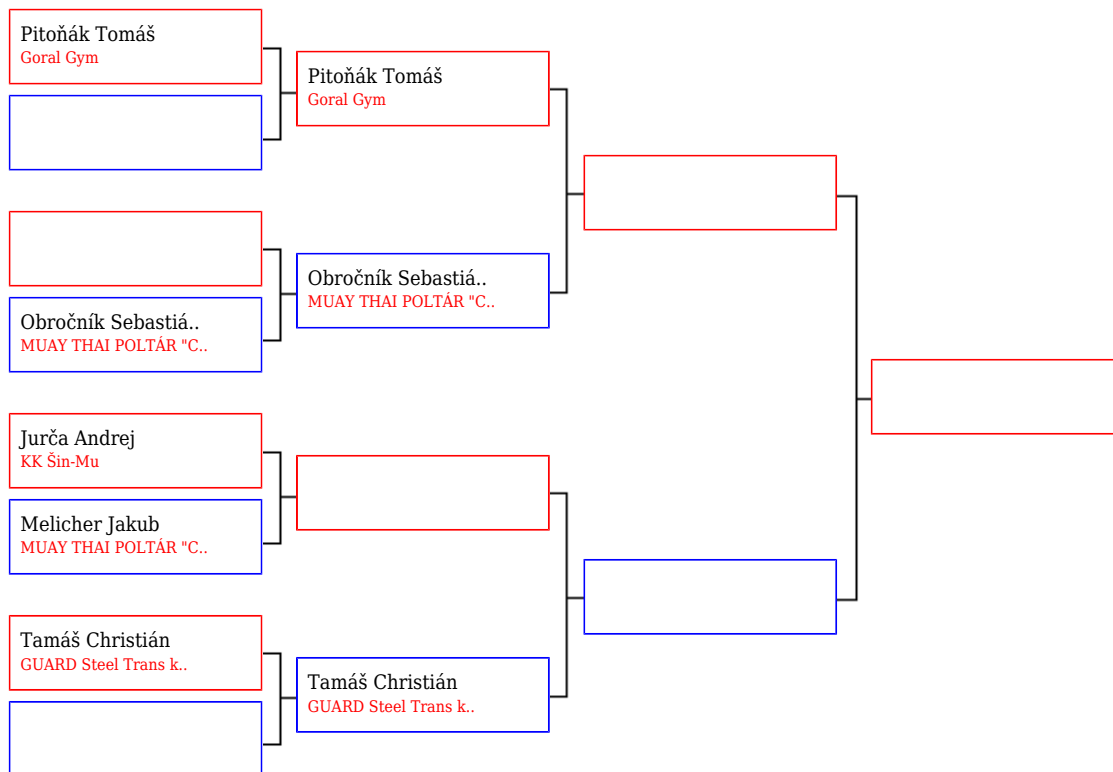 Pitoňák Tomáš
Goral Gym
Obročník Sebastiá..
MUAY THAI POLTÁR "C..
Jurča Andrej
KK Šin-Mu
Melicher Jakub
MUAY THAI POLTÁR "C..
Tamáš Christián
GUARD Steel Trans k..
Pitoňák Tomáš
Goral Gym
Obročník Sebastiá..
MUAY THAI POLTÁR "C..
Tamáš Christián
GUARD Steel Trans k..